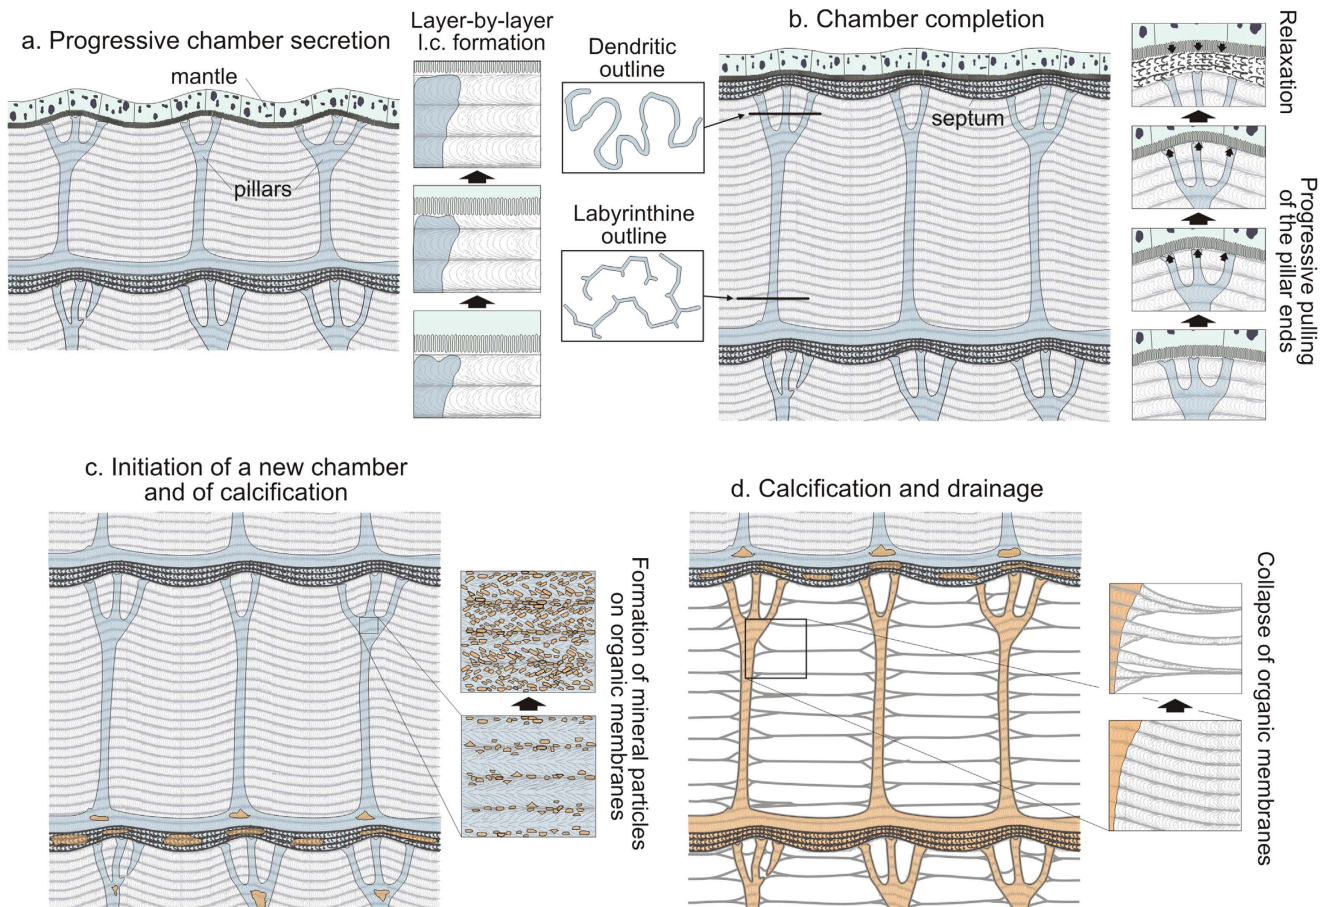 a. Progressive chamber secretion
mantle
pillars
Layer-by-layer
l.c. formation
Dendritic
outline
Labyrinthine
outline
b. Chamber completion
septum
Relaxation
Progressive pulling
of the pillar ends
c. Initiation of a new chamber
and of calcification
Formation of mineral particles
on organic membranes
d. Calcification and drainage
Collapse of organic membranes